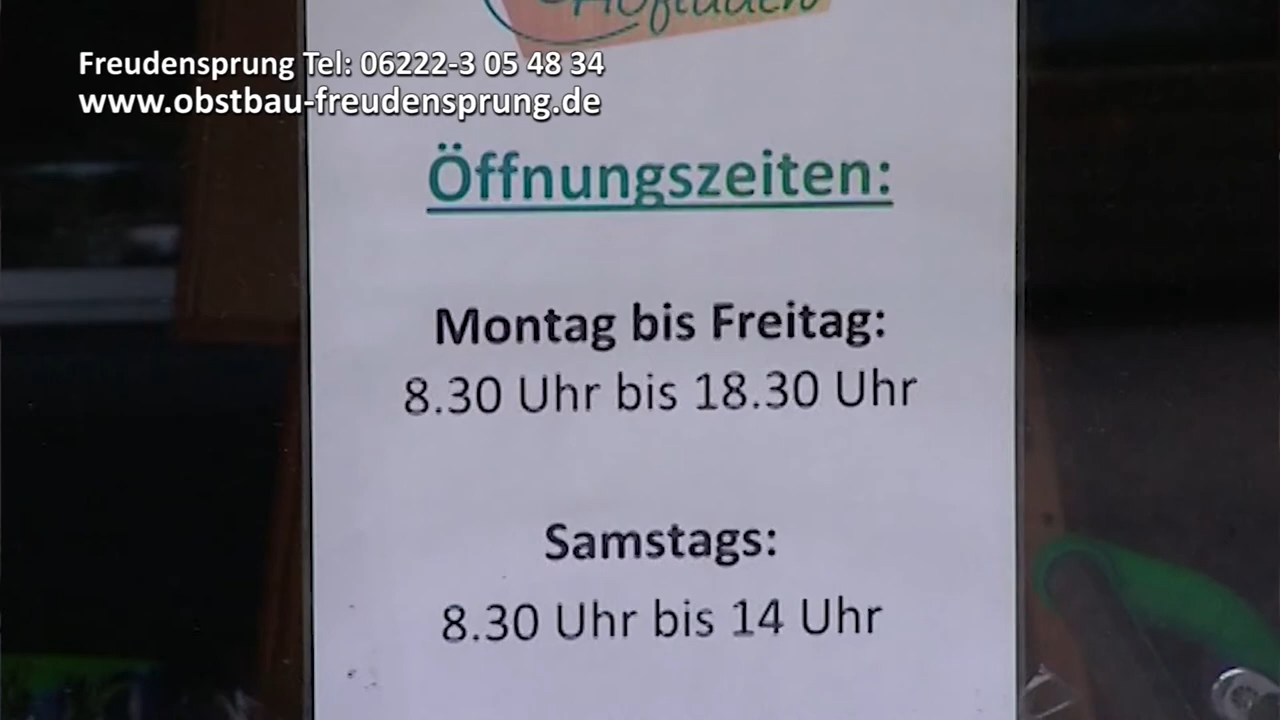 Hofladen
Freudensprung Tel: 06222-3 05 48 34
www.obstbau-freudensprung.de
Öffnungszeiten:
Montag bis Freitag:
8.30 Uhr bis 18.30 Uhr
Samstags:
8.30 Uhr bis 14 Uhr